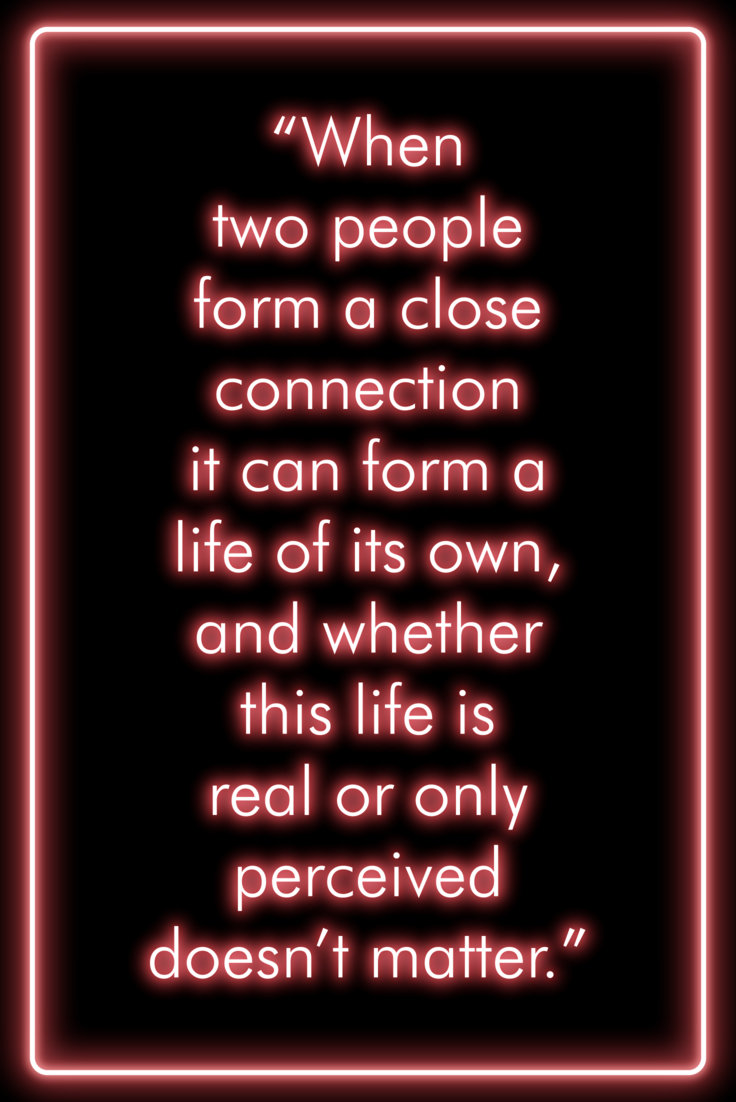 “When
two people
form a close
connection
it can form a
life of its own,
and whether
this life is
real or only
perceived
doesn’t matter.”